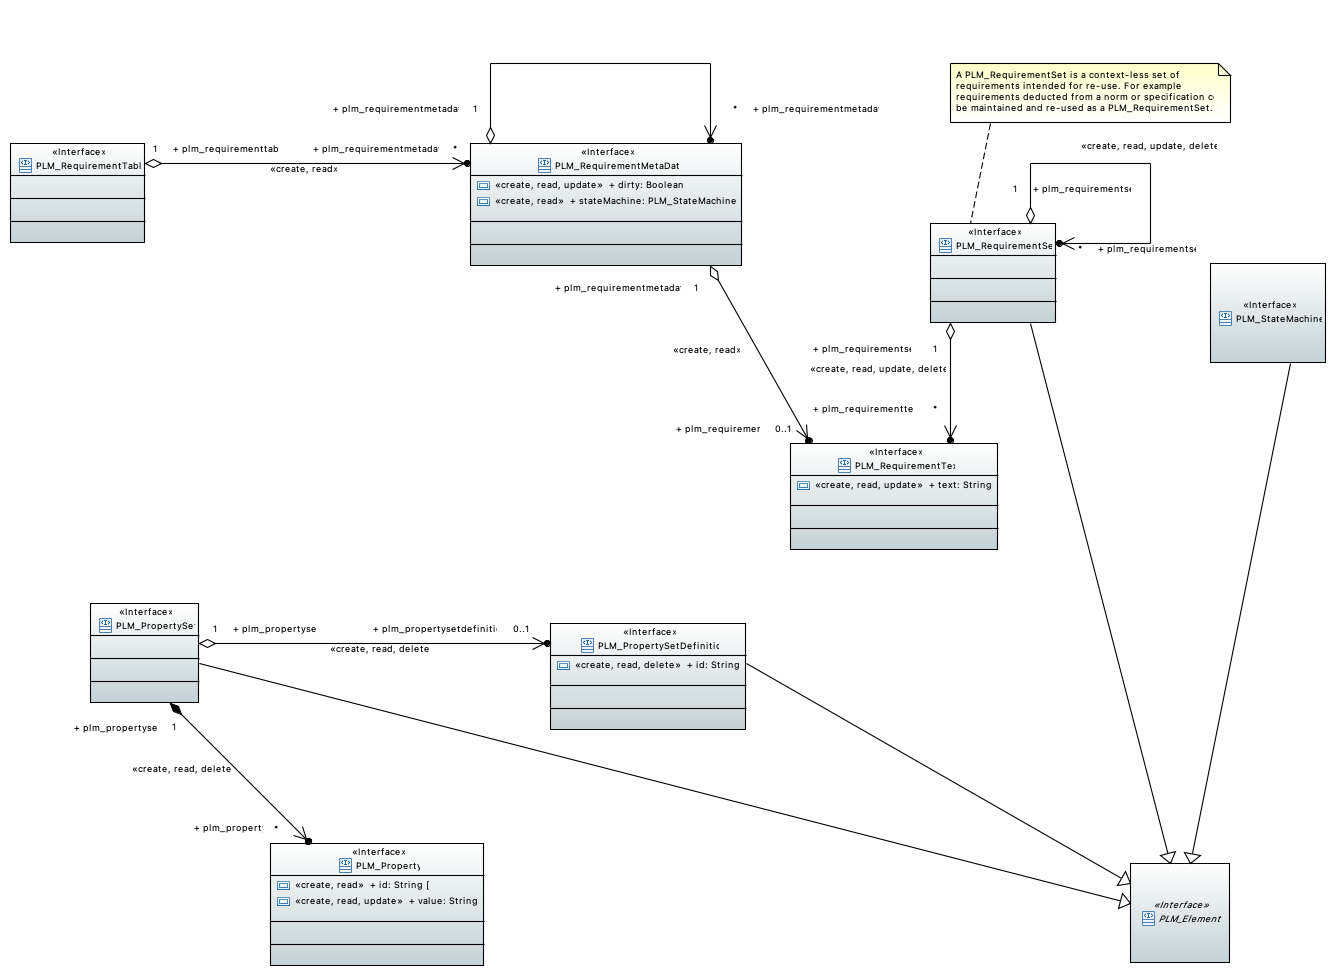 A PLM_RequirementSet is a context-less set of
requirements intended for re-use. For example
requirements deducted from a norm or specification c
be maintained and re-used as a PLM_RequirementSet.
+ plm_requirementmetada 1
* + plm_requirementmetada
«Interface»
PLM_RequirementTabl
1 + plm_requirementtab
+ plm_requirementmetada *
«create, read»
«Interface»
PLM_RequirementMetaDat
«create, read, update» + dirty: Boolean
«create, read» + stateMachine: PLM_StateMachine
«create, read, update, delete
1 + plm_requirementse
«Interface»
PLM_RequirementSe
* + plm_requirementse
«Interface»
PLM_StateMachine
+ plm_requirementmetada 1
«create, read»
+ plm_requiremer 0..1
+ plm_requirementse 1
«create, read, update, delete
+ plm_requirementte *
«Interface»
PLM_RequirementTex
«create, read, update» + text: String
«Interface»
PLM_PropertySe
1 + plm_propertyse
+ plm_propertysetdefinitio 0..1
«create, read, delete
«Interface»
PLM_PropertySetDefinitic
«create, read, delete» + id: String
+ plm_propertyse 1
«create, read, delete
+ plm_propert *
«Interface»
PLM_Property
«create, read» + id: String [
«create, read, update» + value: String
«Interface»
PLM_Element